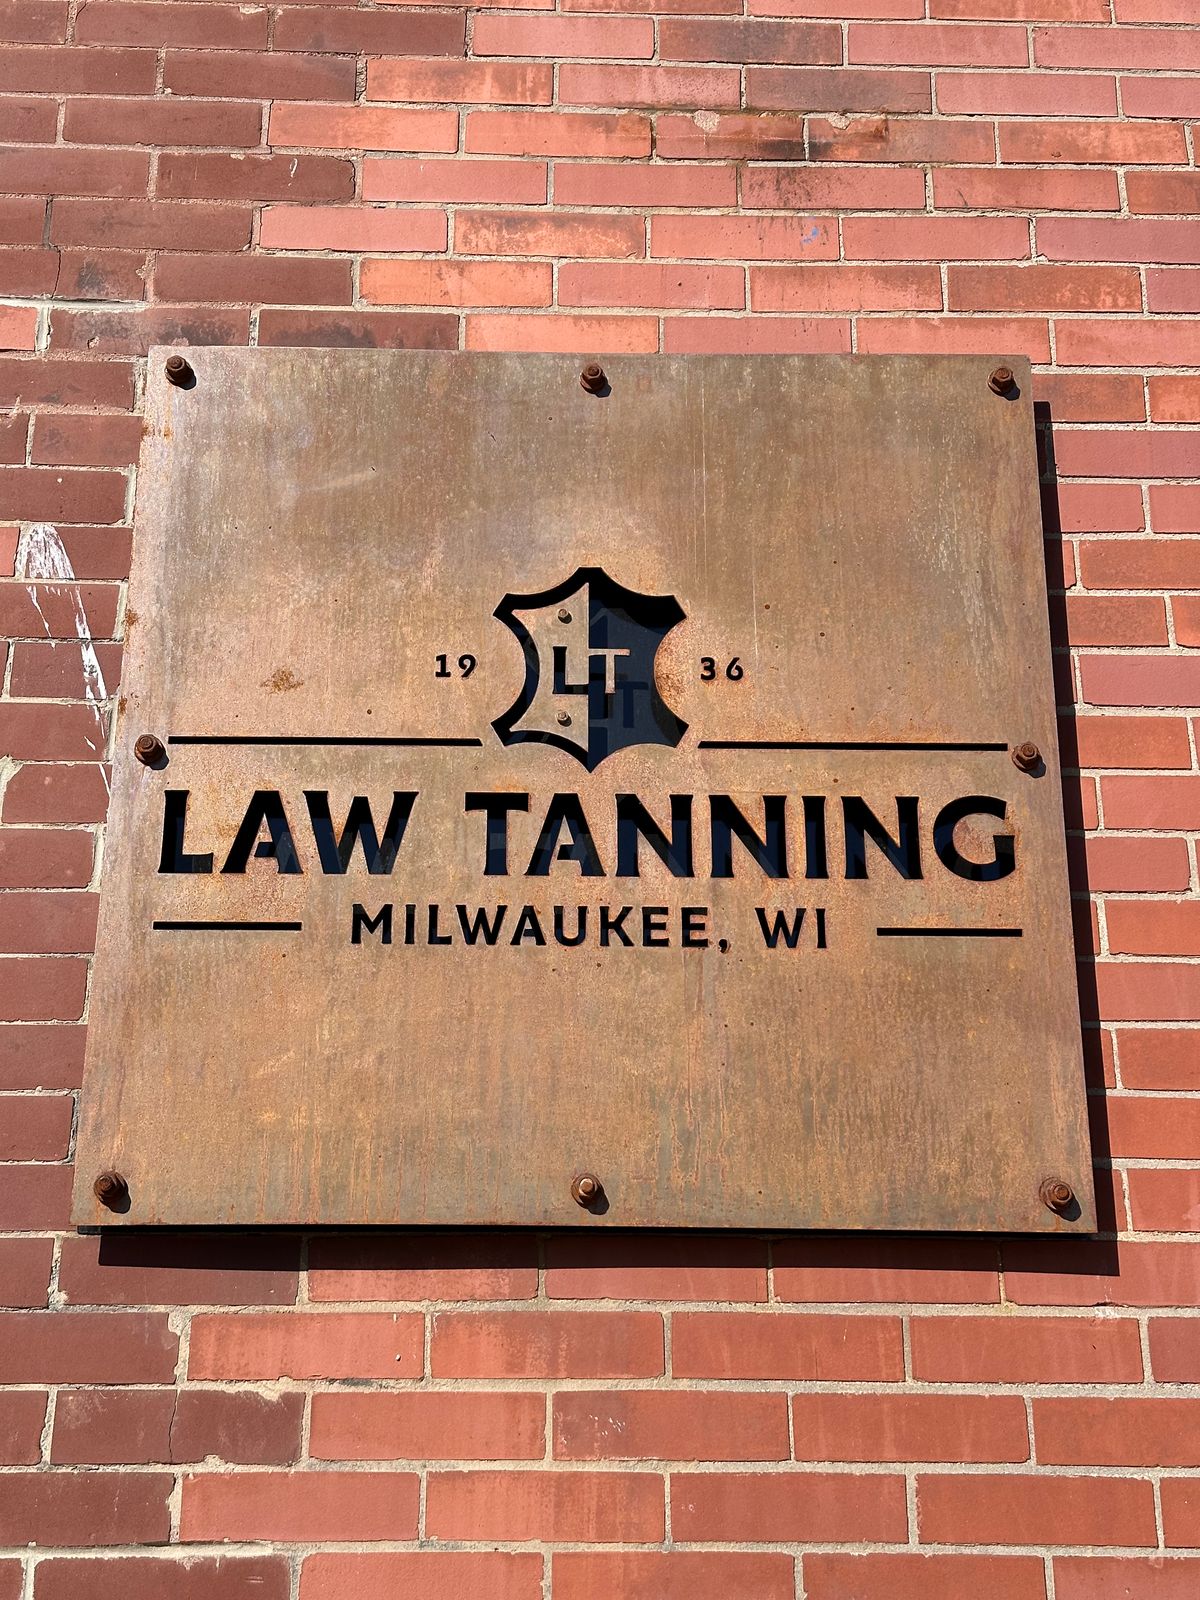 19 LT 36
LAW TANNING
MILWAUKEE, WI